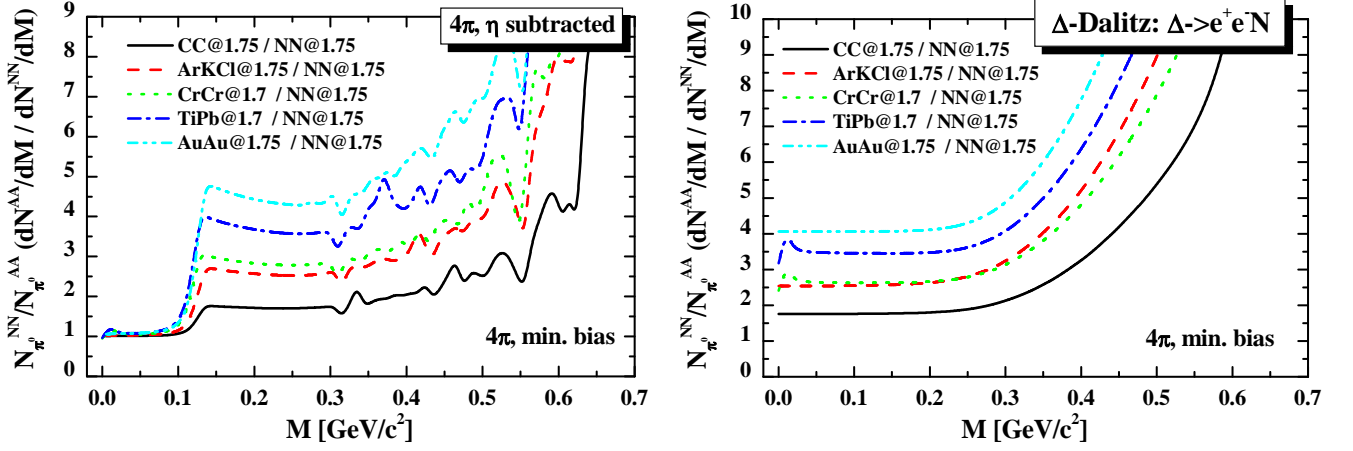 4π, η subtracted
CC@1.75 / NN@1.75
ArKCl@1.75 / NN@1.75
CrCr@1.7 / NN@1.75
TiPb@1.7 / NN@1.75
AuAu@1.75 / NN@1.75
4π, min. bias
N_π⁰^NN/N_π⁰^AA (dN^AA/dM / dN^NN/dM)
9
8
7
6
5
4
3
2
1
0
0.0 0.1 0.2 0.3 0.4 0.5 0.6 0.7
M [GeV/c²]
Δ-Dalitz: Δ->e⁺e⁻N
CC@1.75 / NN@1.75
ArKCl@1.75 / NN@1.75
CrCr@1.7 / NN@1.75
TiPb@1.7 / NN@1.75
AuAu@1.75 / NN@1.75
4π, min. bias
N_π⁰^NN/N_π⁰^AA (dN^AA/dM / dN^NN/dM)
10
9
8
7
6
5
4
3
2
1
0
0.0 0.1 0.2 0.3 0.4 0.5 0.6 0.7
M [GeV/c²]